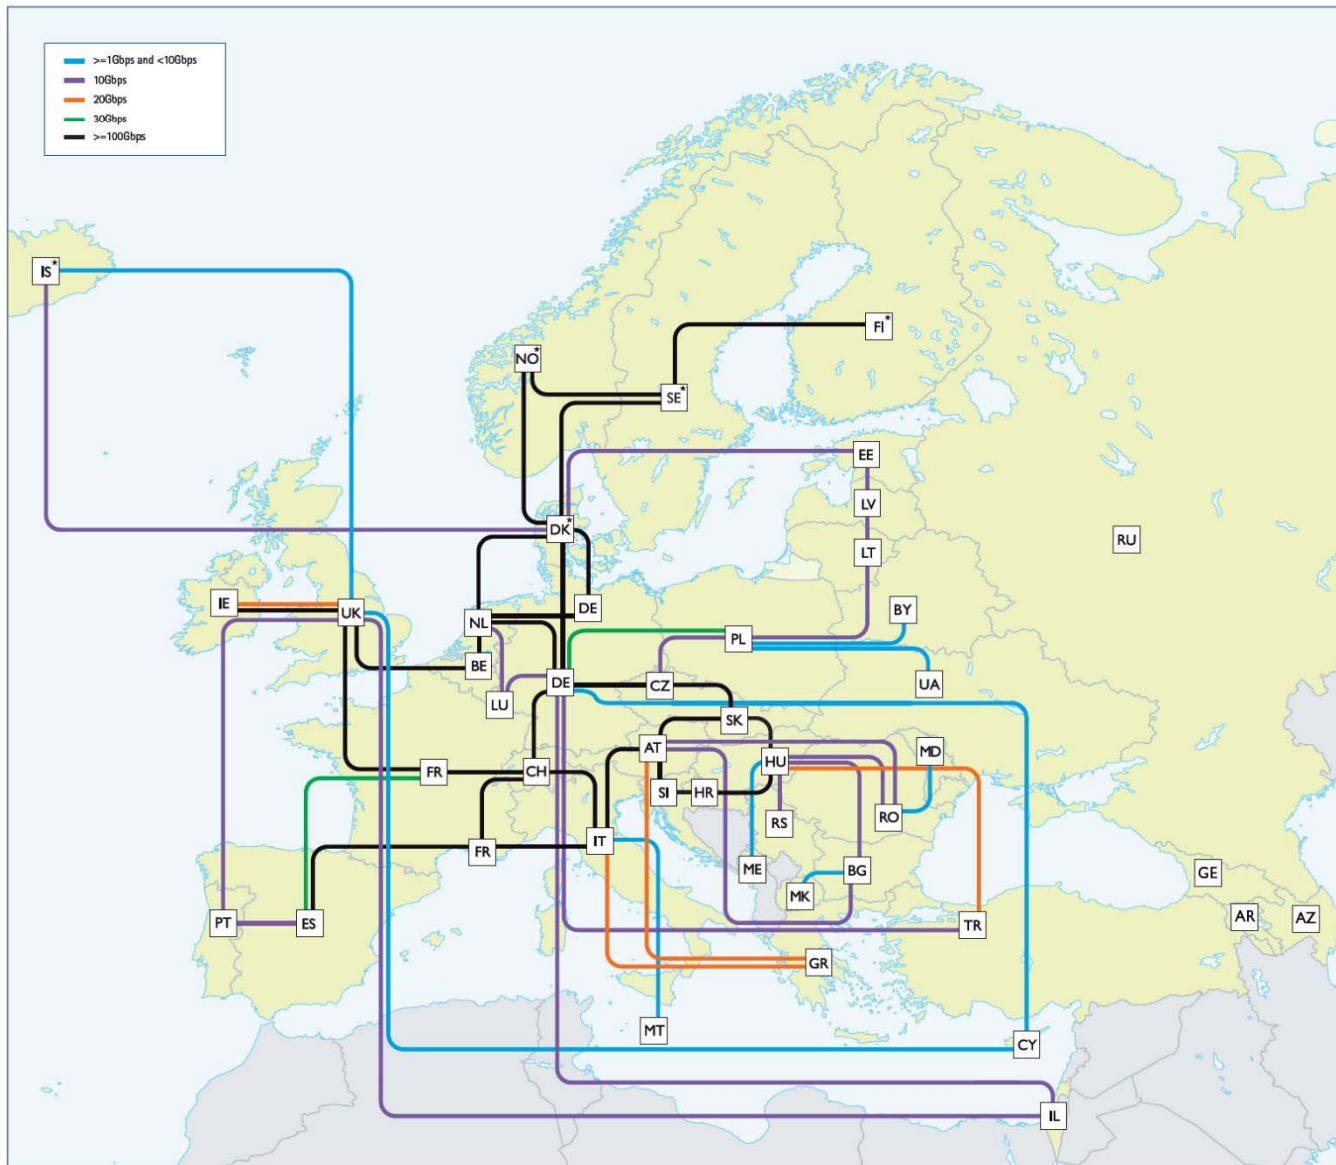 >=1Gbps and <10Gbps
10Gbps
20Gbps
30Gbps
>=100Gbps
IS*
FI*
NO*
SE*
EE
LV
DK*
RU
LT
IE
UK
NL
DE
BY
PL
BE
DE
CZ
UA
LU
SK
AT
MD
FR
CH
HU
SI
HR
RS
RO
FR
IT
ME
BG
GE
MK
PT
ES
TR
AR
AZ
GR
MT
CY
IL